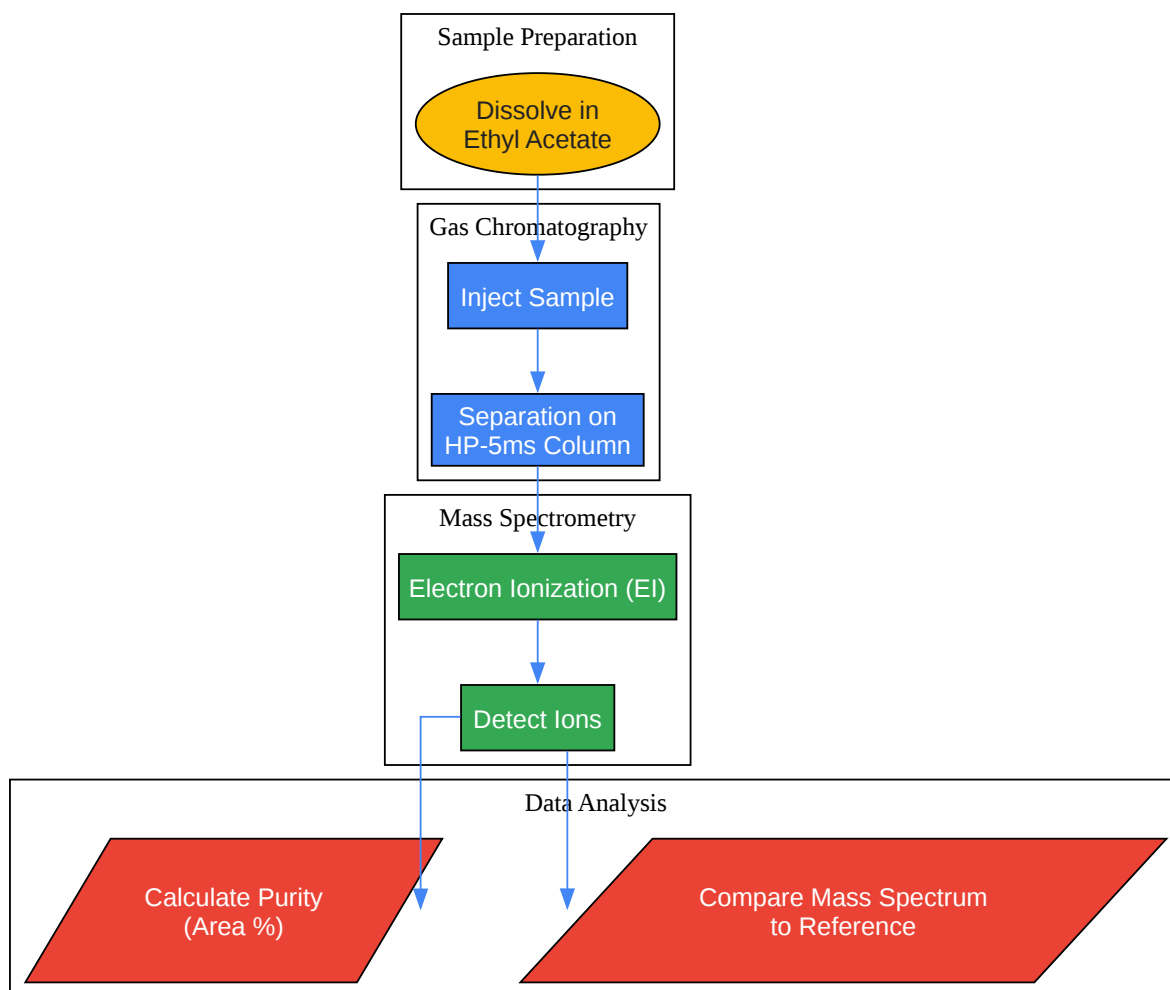 Sample Preparation
Dissolve in
Ethyl Acetate
Gas Chromatography
Inject Sample
Separation on
HP-5ms Column
Mass Spectrometry
Electron Ionization (EI)
Detect Ions
Data Analysis
Calculate Purity
(Area %)
Compare Mass Spectrum
to Reference